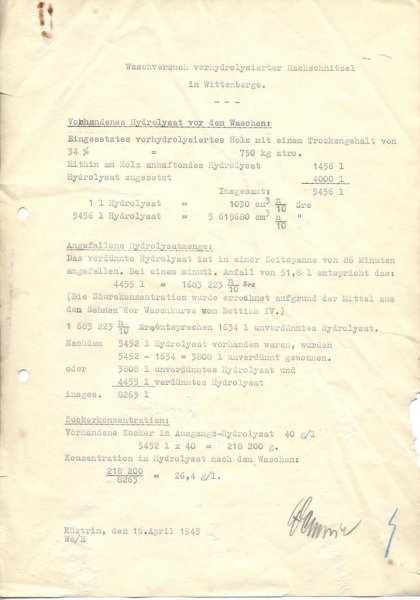 Waschversuch vorhydrolysierter Hackschnitzel
in Wittenberge.
- - -
Vorhandenes Hydrolysat vor dem Waschen:
Eingesetztes vorhydrolysiertes Holz mit einem Trockengehalt von
34 % = 750 kg atro.
Mithin am Holz anhaftendes Hydrolysat 1456 l
Hydrolysat zugesetzt 4000 l
Insgesamt: 5456 l
1 l Hydrolysat = 1030 cm³ n/10 Sre
5456 l Hydrolysat = 5 619680 cm³ n/10 "
Angefallene Hydrolysatmenge:
Das verdünnte Hydrolysat ist in einer Zeitspanne von 86 Minuten
angefallen. Bei einem minutl. Anfall von 51,8 l entspricht das:
4455 l = 1683 223 n/10 Sre
(Die Säurekonzentration wurde errechnet aufgrund der Mittel aus
den Sehnen der Waschkurve vom Bottich IV.)
1 683 223 n/10 Sre entsprechen 1634 l unverdünntes Hydrolysat.
Nachdem 5452 l Hydrolysat vorhanden waren, wurden
5452 - 1634 = 3808 l unverdünnt gewonnen.
oder 3808 l unverdünntes Hydrolysat und
4455 l verdünntes Hydrolysat
insges. 8263 l
Zuckerkonzentration:
Vorhandene Zucker in Ausgangs-Hydrolysat 40 g/l
5452 l x 40 = 218 200 g.
Konzentration im Hydrolysat nach dem Waschen:
218 200/8263 = 26,4 g/l.
Küstrin, den 16.April 1943
We/E